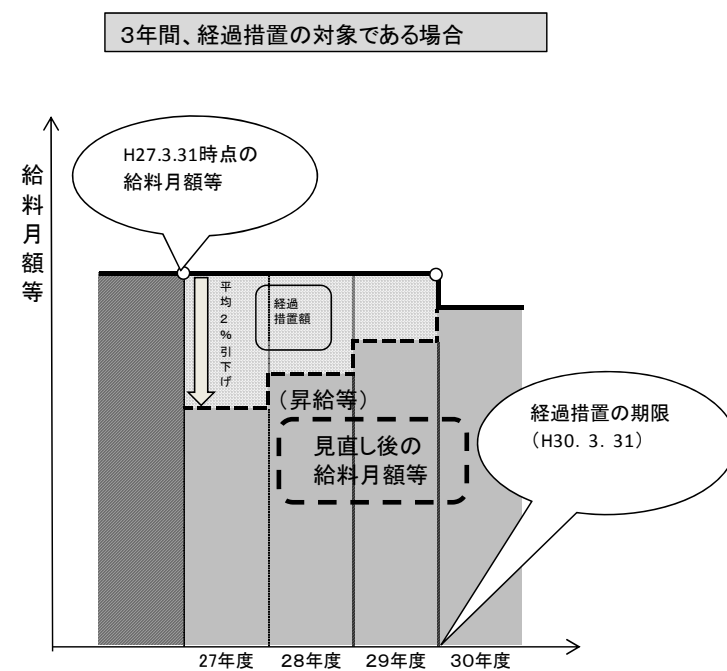 ３年間、経過措置の対象である場合
H27.3.31時点の
給料月額等
給料月額等
平均２％引下げ
経過
措置額
（昇給等）
見直し後の
給料月額等
経過措置の期限
（H30．3．31）
27年度
28年度
29年度
30年度